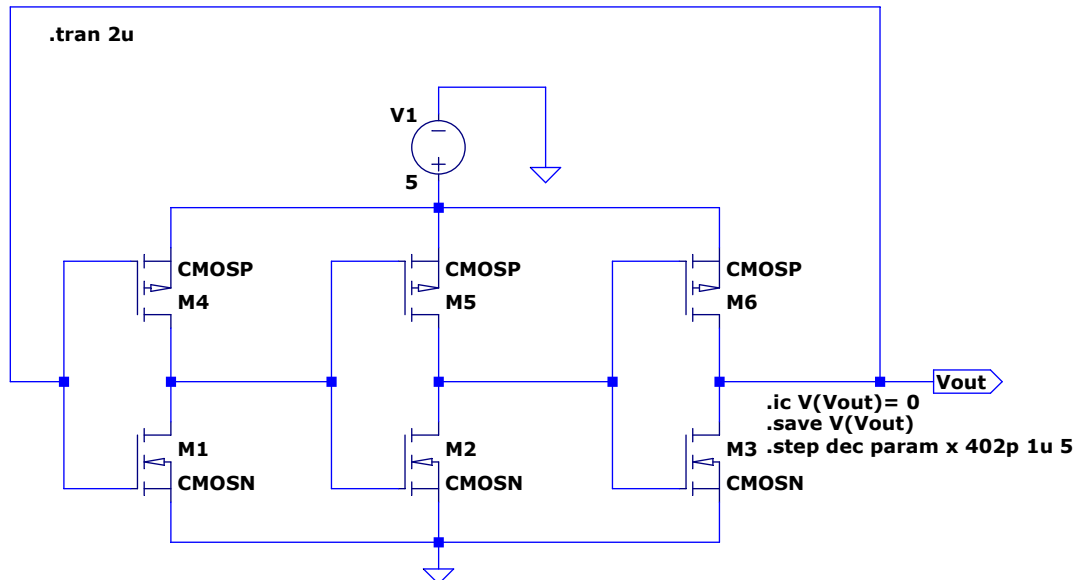 .tran 2u
V1
5
CMOSP
M4
CMOSP
M5
CMOSP
M6
Vout
.ic V(Vout)= 0
.save V(Vout)
.step dec param x 402p 1u 5
M1
CMOSN
M2
CMOSN
M3
CMOSN